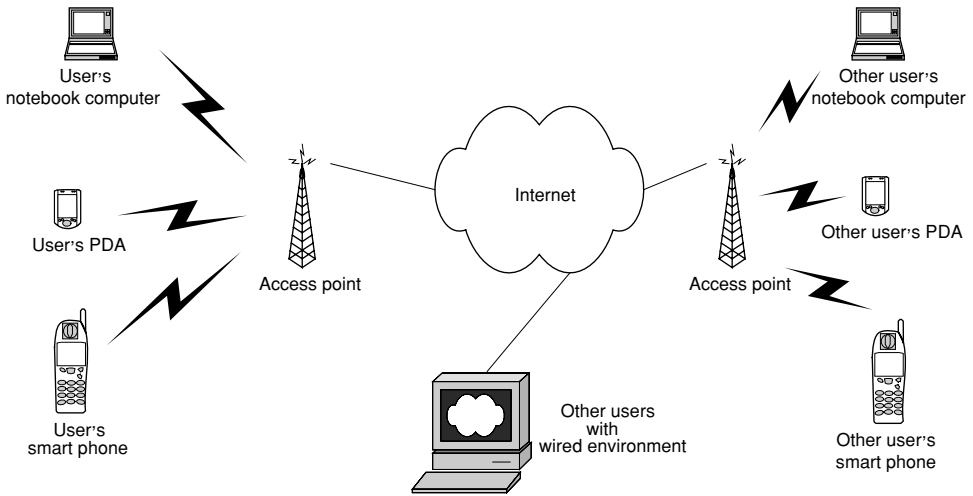 User's
notebook computer
Other user's
notebook computer
Internet
User's PDA
Other user's PDA
Access point
Access point
User's
smart phone
Other users
with
wired environment
Other user's
smart phone